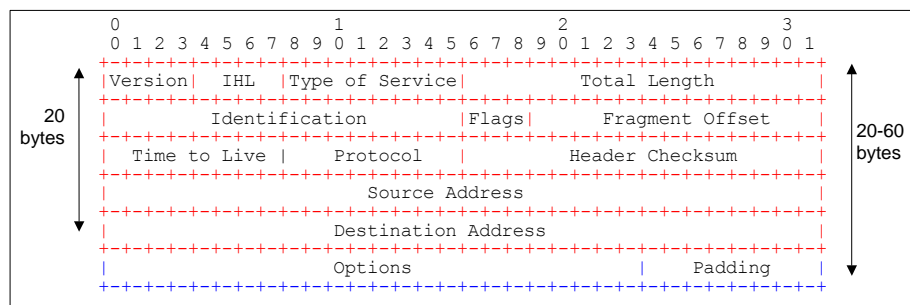 0                   1                   2                   3
0 1 2 3 4 5 6 7 8 9 0 1 2 3 4 5 6 7 8 9 0 1 2 3 4 5 6 7 8 9 0 1
+-+-+-+-+-+-+-+-+-+-+-+-+-+-+-+-+-+-+-+-+-+-+-+-+-+-+-+-+-+-+-+-+
|Version|  IHL  |Type of Service|          Total Length         |
+-+-+-+-+-+-+-+-+-+-+-+-+-+-+-+-+-+-+-+-+-+-+-+-+-+-+-+-+-+-+-+-+
|         Identification        |Flags|      Fragment Offset    |
+-+-+-+-+-+-+-+-+-+-+-+-+-+-+-+-+-+-+-+-+-+-+-+-+-+-+-+-+-+-+-+-+
|  Time to Live |    Protocol   |         Header Checksum       |
+-+-+-+-+-+-+-+-+-+-+-+-+-+-+-+-+-+-+-+-+-+-+-+-+-+-+-+-+-+-+-+-+
|                       Source Address                          |
+-+-+-+-+-+-+-+-+-+-+-+-+-+-+-+-+-+-+-+-+-+-+-+-+-+-+-+-+-+-+-+-+
|                    Destination Address                        |
+-+-+-+-+-+-+-+-+-+-+-+-+-+-+-+-+-+-+-+-+-+-+-+-+-+-+-+-+-+-+-+-+
|                    Options                    |    Padding    |
+-+-+-+-+-+-+-+-+-+-+-+-+-+-+-+-+-+-+-+-+-+-+-+-+-+-+-+-+-+-+-+-+
20
bytes
20-60
bytes